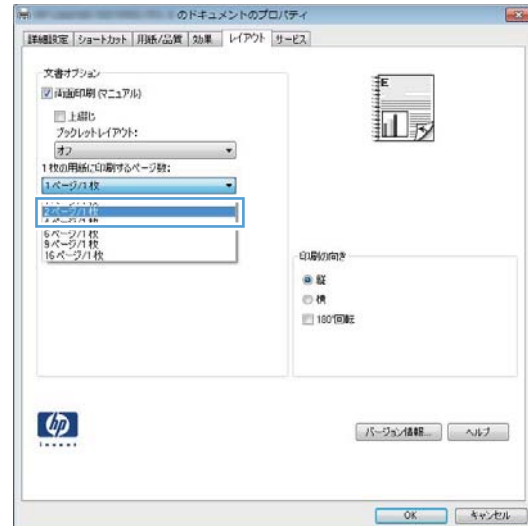 のドキュメントのプロパティ
詳細設定 ショートカット 用紙/品質 効果 レイアウト サービス
文書オプション
両面印刷(マニュアル)
上綴じ
ブックレットレイアウト:
オフ
1枚の用紙に印刷するページ数:
1ページ/1枚
2ページ/1枚
6ページ/1枚
9ページ/1枚
16ページ/1枚
E
印刷の向き
縦
横
180°回転
hp
invent
バージョン情報... ヘルプ
OK キャンセル